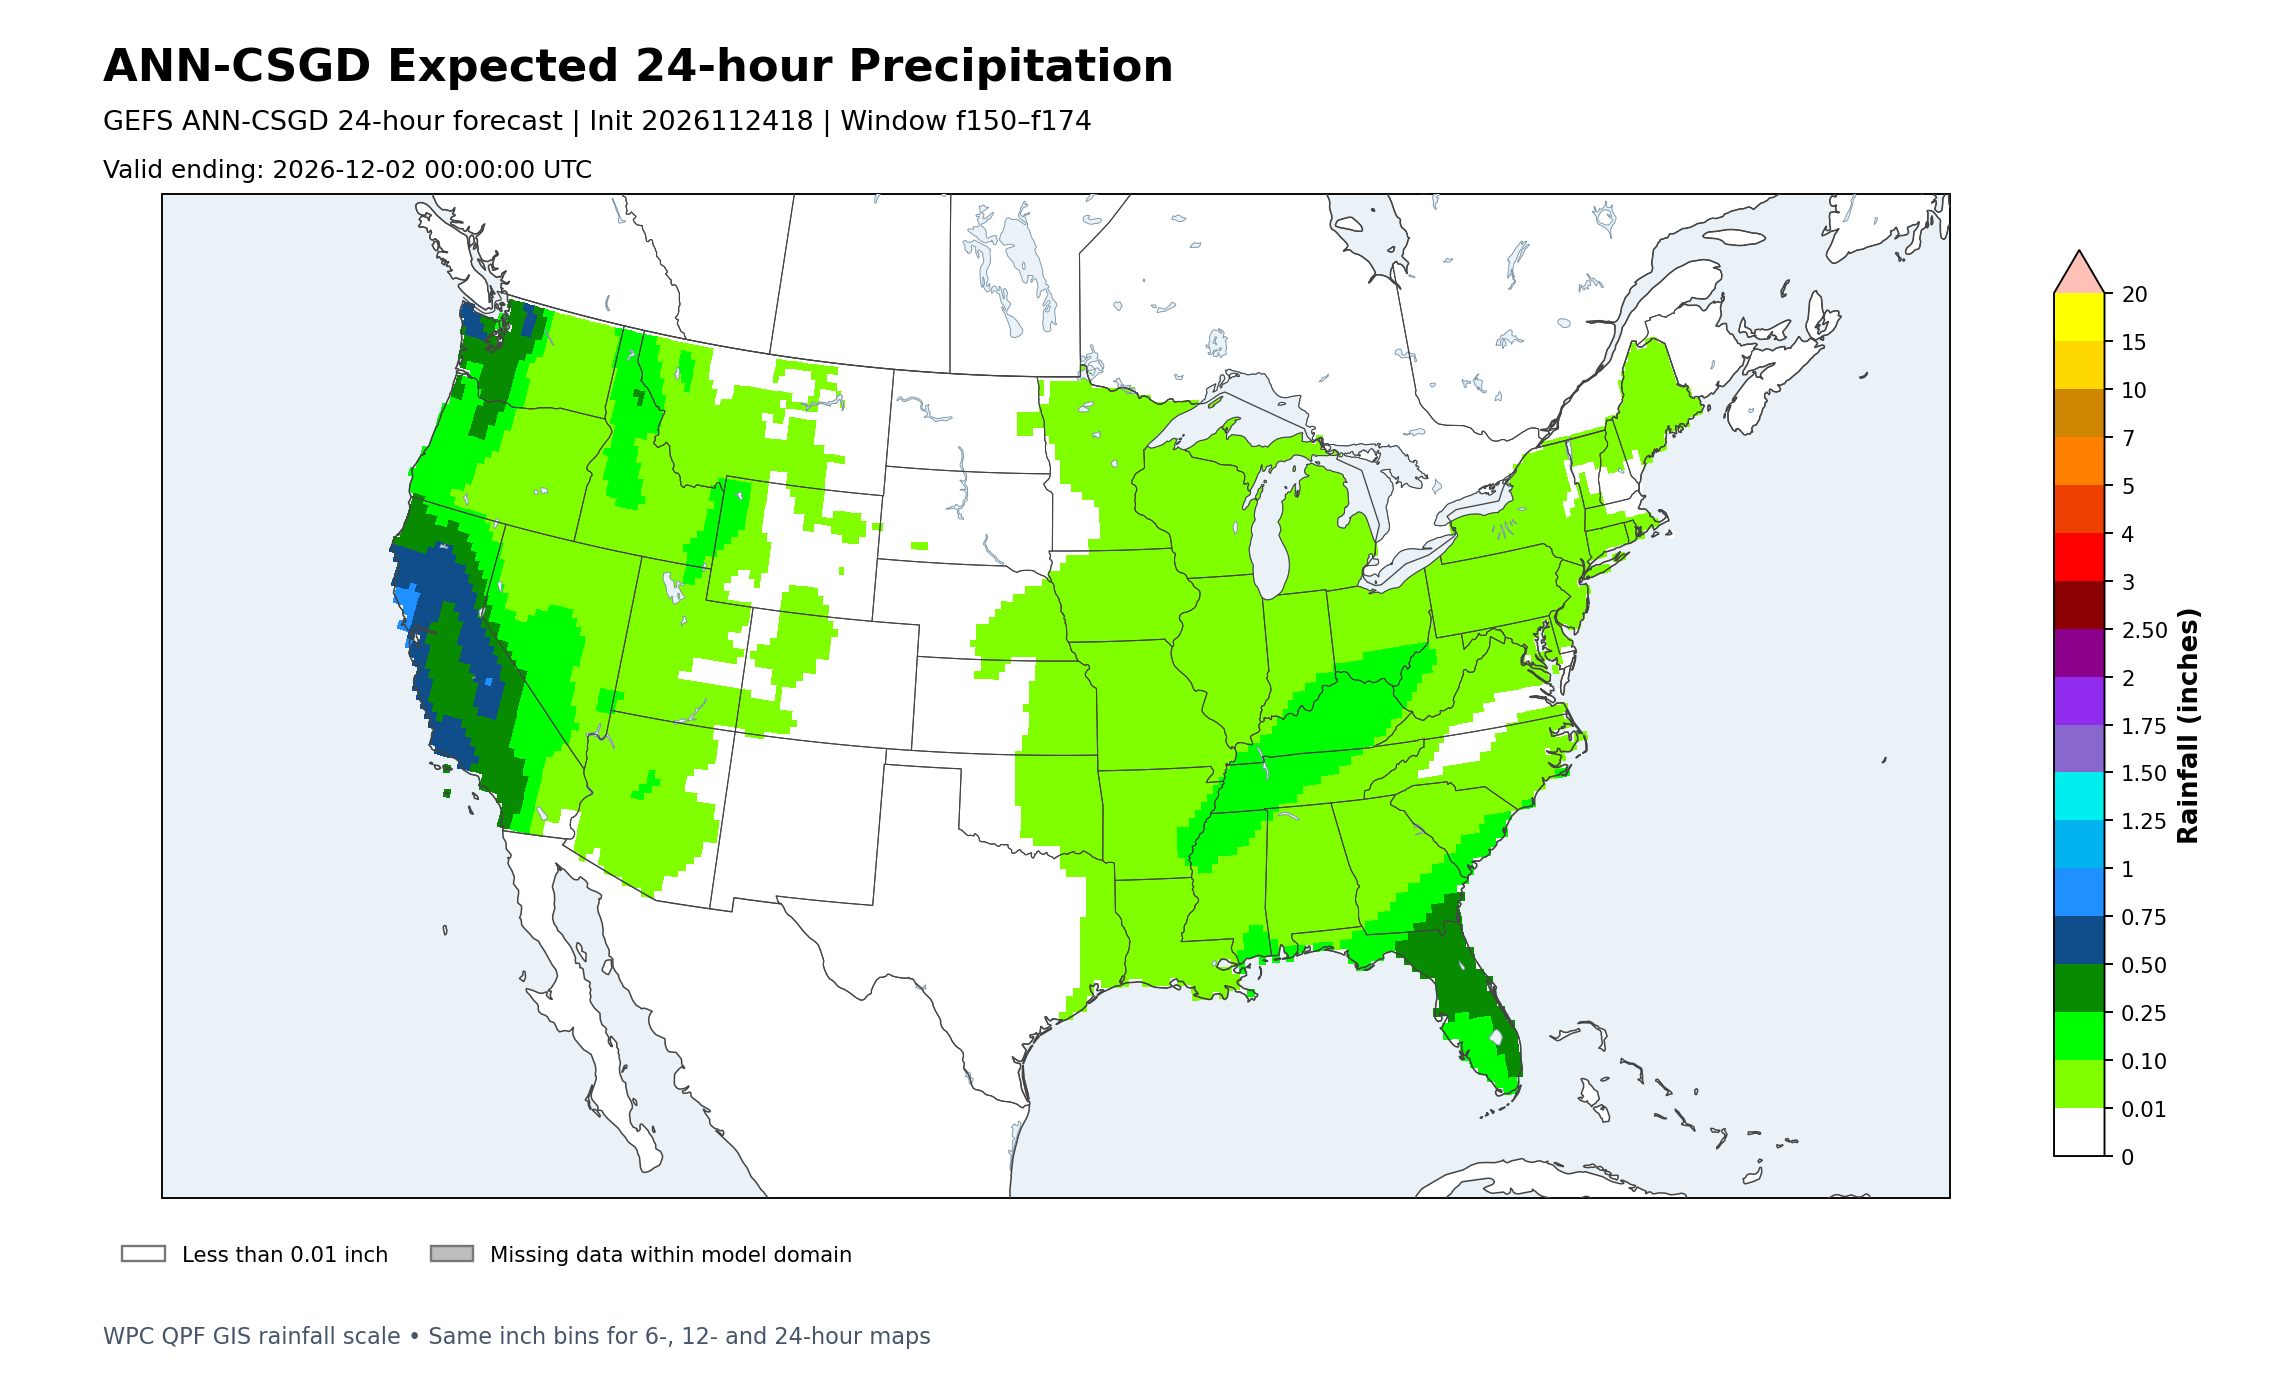 ANN-CSGD Expected 24-hour Precipitation
GEFS ANN-CSGD 24-hour forecast | Init 2026112418 | Window f150–f174
Valid ending: 2026-12-02 00:00:00 UTC
20
15
10
7
5
4
3
2.50
2
1.75
1.50
1.25
1
0.75
0.50
0.25
0.10
0.01
0
Rainfall (inches)
Less than 0.01 inch
Missing data within model domain
WPC QPF GIS rainfall scale • Same inch bins for 6-, 12- and 24-hour maps